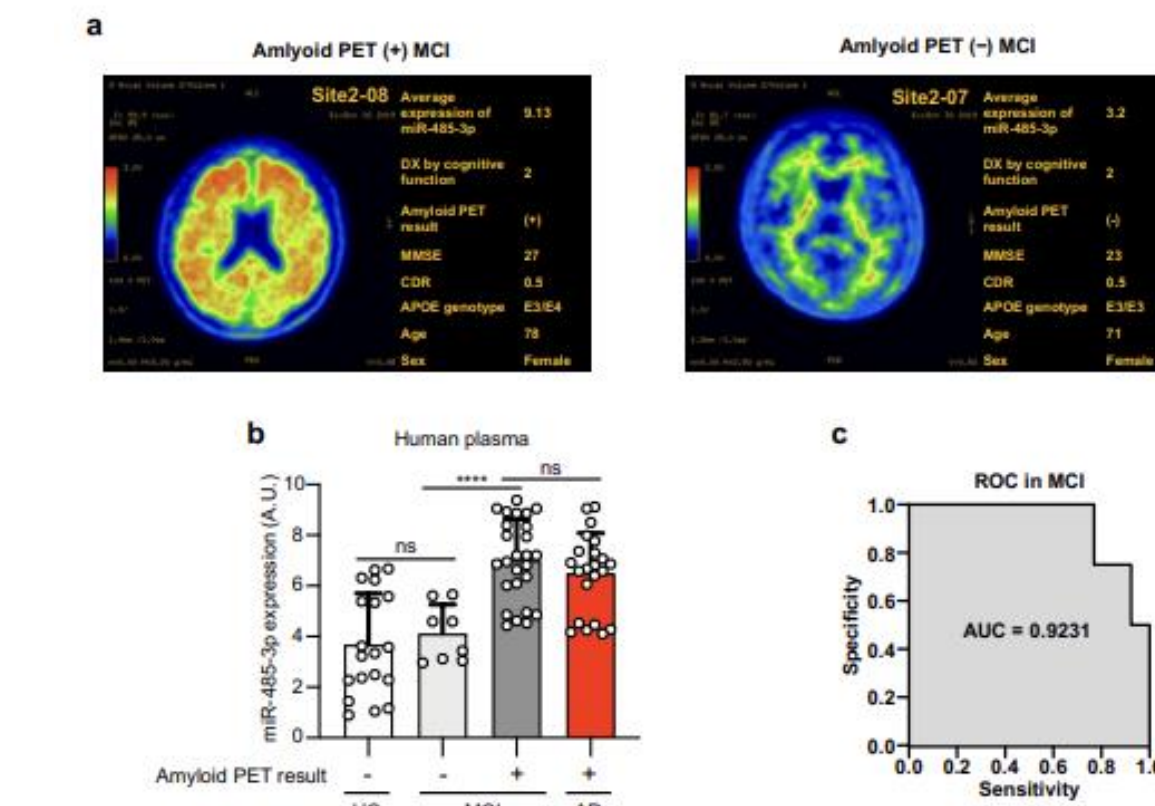 a
Amlyoid PET (+) MCI
Site2-08
Average expression of miR-485-3p 9.13
DX by cognitive function 2
Amyloid PET result (+)
MMSE 27
CDR 0.5
APOE genotype E3/E4
Age 78
Sex Female
Amlyoid PET (−) MCI
Site2-07
Average expression of miR-485-3p 3.2
DX by cognitive function 2
Amyloid PET result (-)
MMSE 23
CDR 0.5
APOE genotype E3/E3
Age 71
Sex Female
b
Human plasma
miR-485-3p expression (A.U.)
10
8
6
4
2
0
ns
****
ns
Amyloid PET result - - + +
c
ROC in MCI
Specificity
1.0
0.8
0.6
0.4
0.2
0.0
AUC = 0.9231
0.0 0.2 0.4 0.6 0.8
Sensitivity